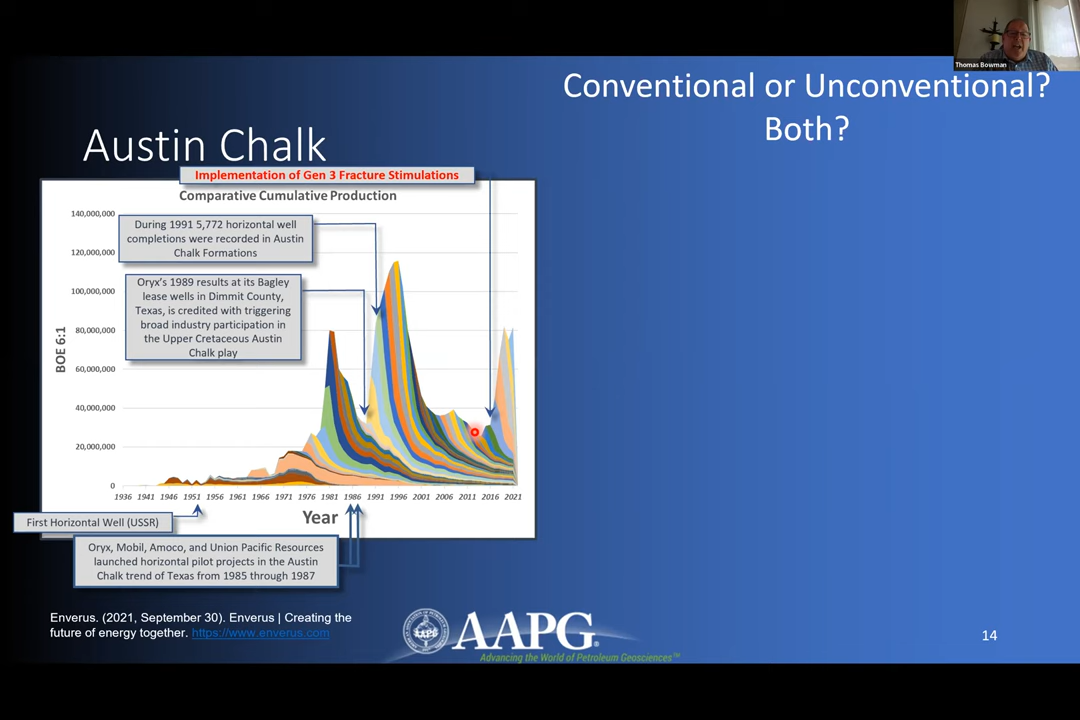 Thomas Bowman
Conventional or Unconventional?
Both?
Austin Chalk
Implementation of Gen 3 Fracture Stimulations
Comparative Cumulative Production
During 1991 5,772 horizontal well
completions were recorded in Austin
Chalk Formations
Oryx's 1989 results at its Bagley
lease wells in Dimmit County,
Texas, is credited with triggering
broad industry participation in
the Upper Cretaceous Austin
Chalk play
BOE 6:1
140,000,000
120,000,000
100,000,000
80,000,000
60,000,000
40,000,000
20,000,000
0
1936 1941 1946 1951 1956 1961 1966 1971 1976 1981 1986 1991 1996 2001 2006 2011 2016 2021
Year
First Horizontal Well (USSR)
Oryx, Mobil, Amoco, and Union Pacific Resources
launched horizontal pilot projects in the Austin
Chalk trend of Texas from 1985 through 1987
Enverus. (2021, September 30). Enverus | Creating the
future of energy together. https://www.enverus.com
AAPG
AAPG®
Advancing the World of Petroleum Geosciences™
14